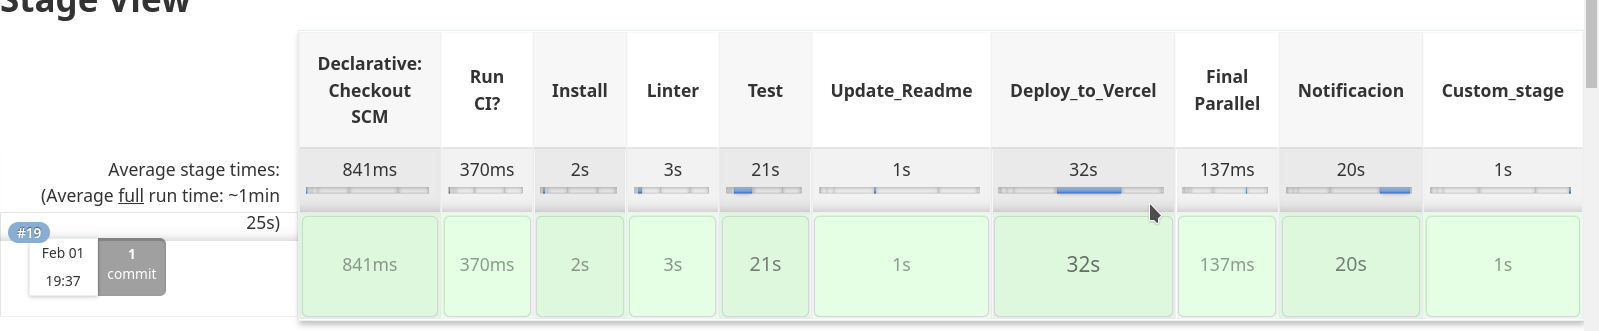 Stage View
Declarative:
Checkout
SCM
Run
CI?
Install
Linter
Test
Update_Readme
Deploy_to_Vercel
Final
Parallel
Notificacion
Custom_stage
Average stage times:
(Average full run time: ~1min
25s)
841ms
370ms
2s
3s
21s
1s
32s
137ms
20s
1s
#19
Feb 01
19:37
1
commit
841ms
370ms
2s
3s
21s
1s
32s
137ms
20s
1s